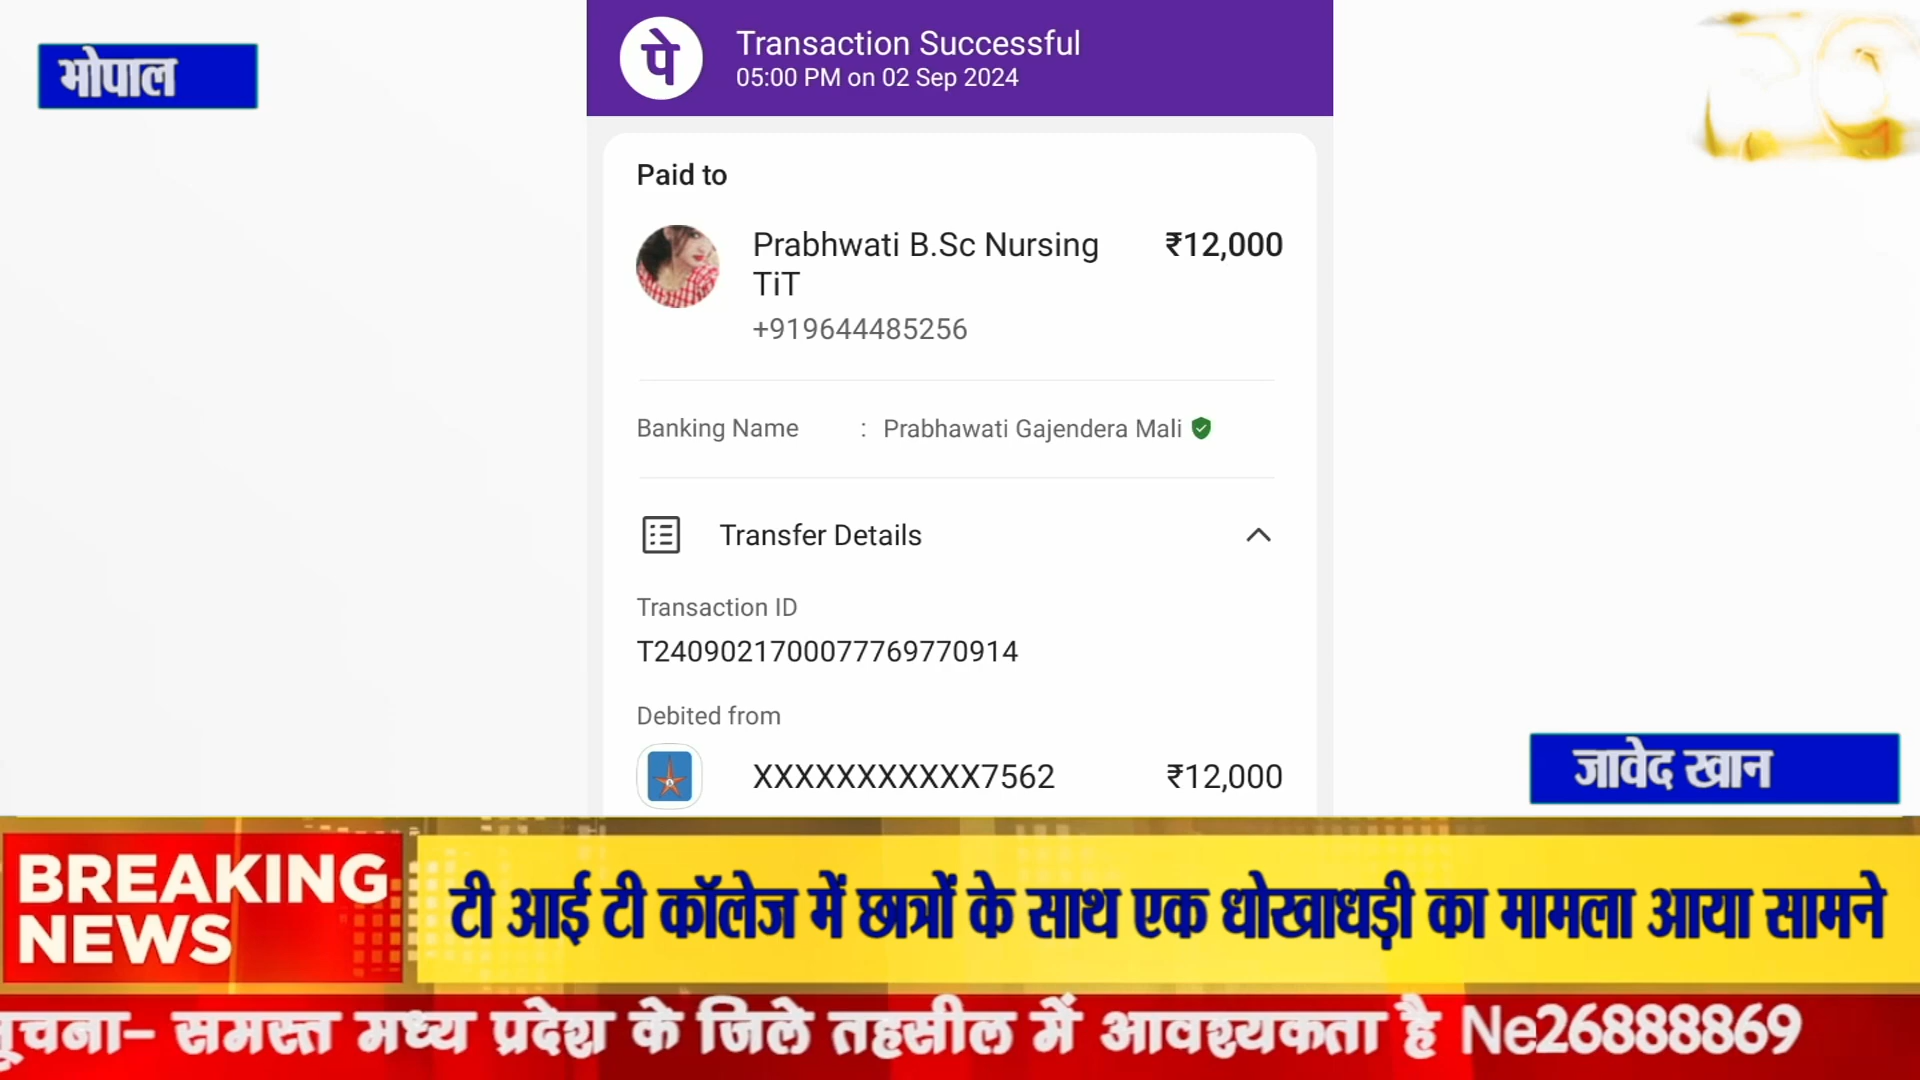 भोपाल
पे
Transaction Successful
05:00 PM on 02 Sep 2024
Paid to
Prabhwati B.Sc Nursing ₹12,000
TiT
+919644485256
Banking Name : Prabhawati Gajendera Mali
Transfer Details
Transaction ID
T2409021700077769770914
Debited from
XXXXXXXXXXX7562 ₹12,000
जावेद खान
BREAKING
NEWS
टी आई टी कॉलेज में छात्रों के साथ एक धोखाधड़ी का मामला आया सामने
सूचना– समस्त मध्य प्रदेश के जिले तहसील में आवश्यकता है Ne26888869